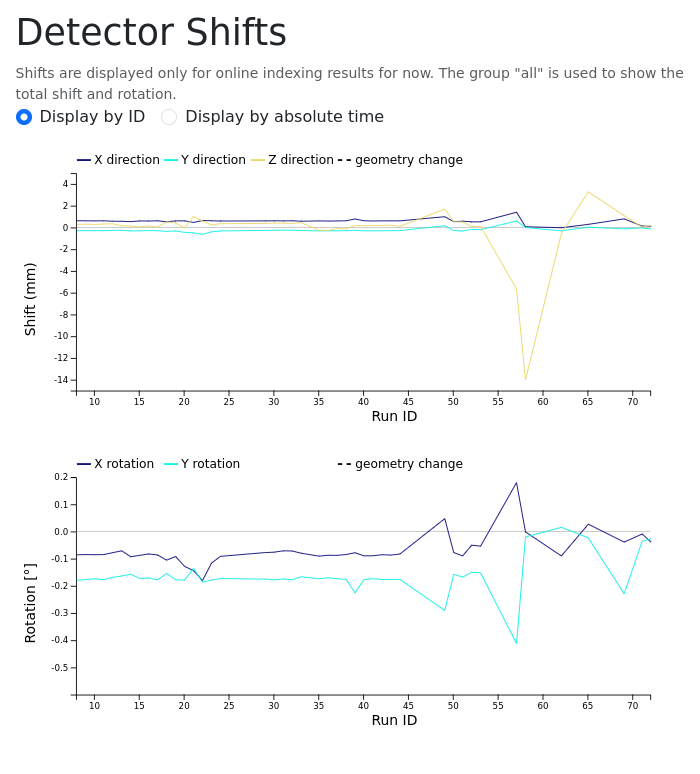 Detector Shifts
Shifts are displayed only for online indexing results for now. The group "all" is used to show the
total shift and rotation.
Display by ID Display by absolute time
X direction Y direction Z direction geometry change
4
2
0
-2
-4
-6
-8
-10
-12
-14
Shift (mm)
10 15 20 25 30 35 40 45 50 55 60 65 70
Run ID
X rotation Y rotation geometry change
0.2
0.1
0.0
-0.1
-0.2
-0.3
-0.4
-0.5
Rotation [°]
10 15 20 25 30 35 40 45 50 55 60 65 70
Run ID